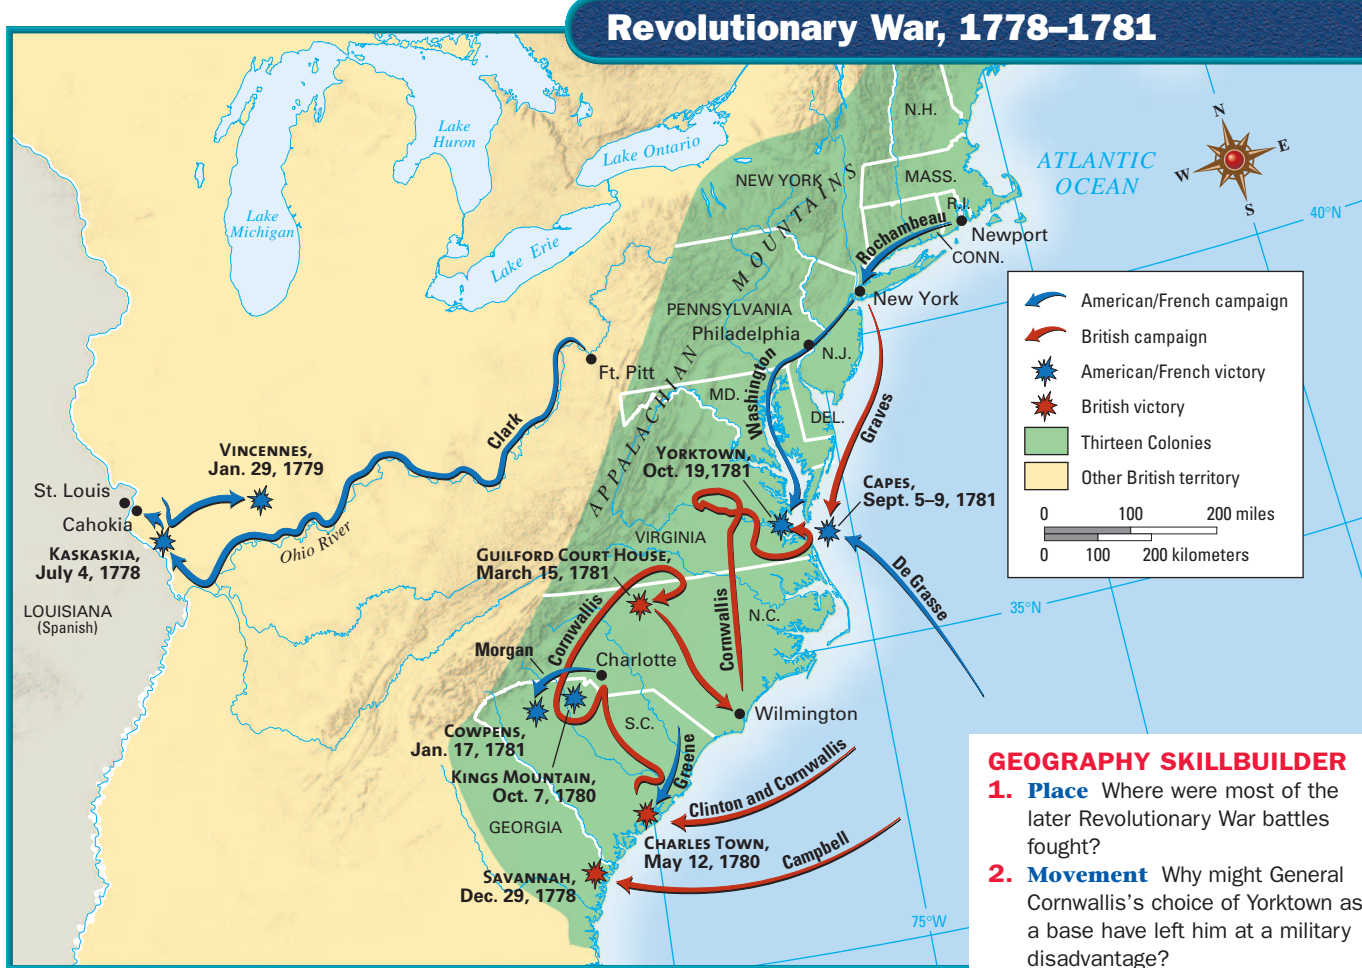 Revolutionary War, 1778–1781
N.H.
Lake
Huron
Lake Ontario
ATLANTIC
OCEAN
N
E
W
S
NEW YORK
MASS.
R.I.
40°N
Lake
Michigan
Lake Erie
APPALACHIAN MOUNTAINS
Rochambeau
Newport
CONN.
New York
PENNSYLVANIA
Philadelphia
N.J.
American/French campaign
British campaign
American/French victory
British victory
Thirteen Colonies
Other British territory
0 100 200 miles
0 100 200 kilometers
Ft. Pitt
MD.
Washington
DEL.
Graves
Clark
VINCENNES,
Jan. 29, 1779
YORKTOWN,
Oct. 19,1781
CAPES,
Sept. 5–9, 1781
St. Louis
Cahokia
Ohio River
KASKASKIA,
July 4, 1778
VIRGINIA
GUILFORD COURT HOUSE,
March 15, 1781
De Grasse
LOUISIANA
(Spanish)
Cornwallis
Cornwallis
N.C.
35°N
Morgan
Charlotte
Wilmington
S.C.
COWPENS,
Jan. 17, 1781
Greene
KINGS MOUNTAIN,
Oct. 7, 1780
Clinton and Cornwallis
GEORGIA
CHARLES TOWN,
May 12, 1780
Campbell
SAVANNAH,
Dec. 29, 1778
75°W
GEOGRAPHY SKILLBUILDER
1. Place Where were most of the
later Revolutionary War battles
fought?
2. Movement Why might General
Cornwallis's choice of Yorktown as
a base have left him at a military
disadvantage?